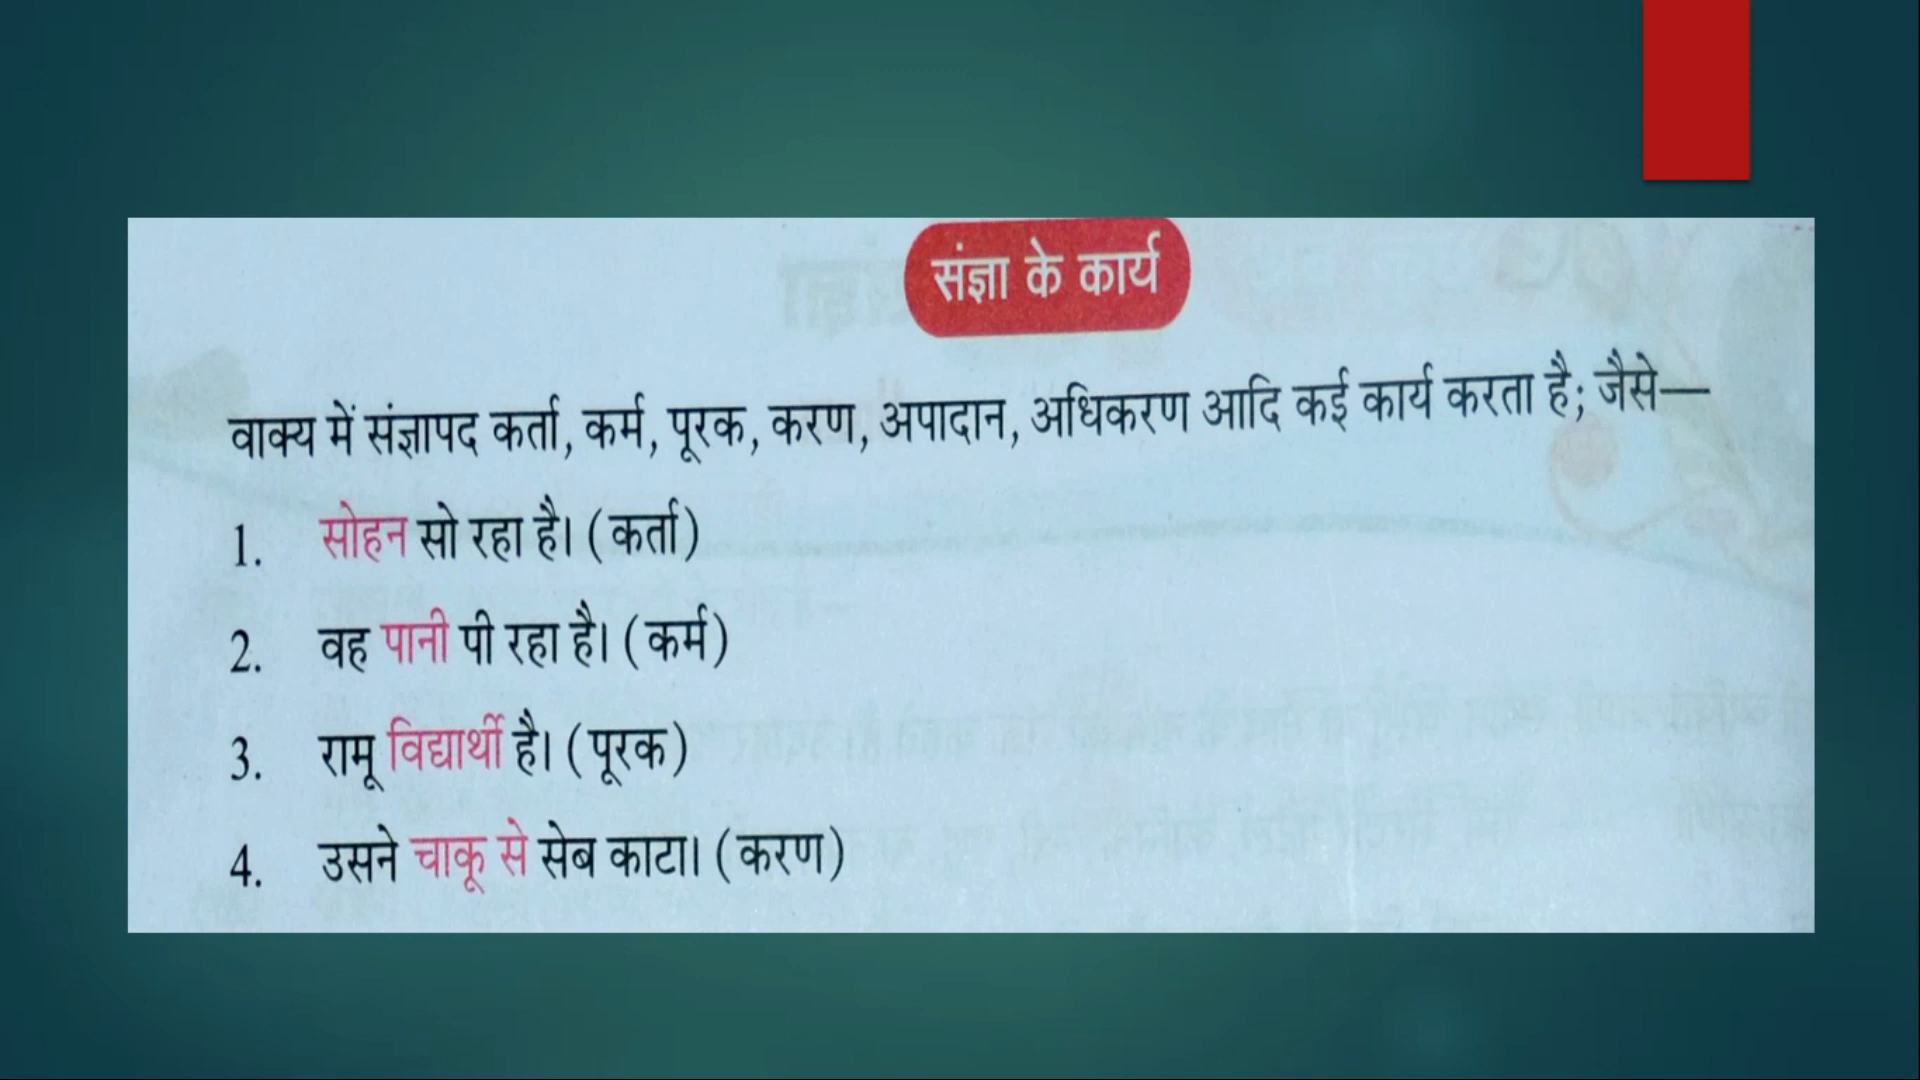 संज्ञा के कार्य
वाक्य में संज्ञापद कर्ता, कर्म, पूरक, करण, अपादान, अधिकरण आदि कई कार्य करता है; जैसे—
1. सोहन सो रहा है। (कर्ता)
2. वह पानी पी रहा है। (कर्म)
3. रामू विद्यार्थी है। (पूरक)
4. उसने चाकू से सेब काटा। (करण)